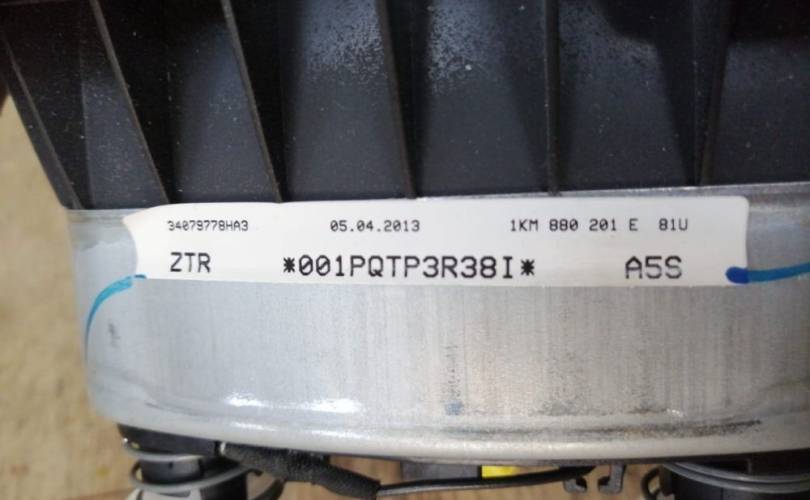 34079778HA3 05.04.2013 1KM 880 201 E 81U
ZTR *001PQTP3R38I* A5S